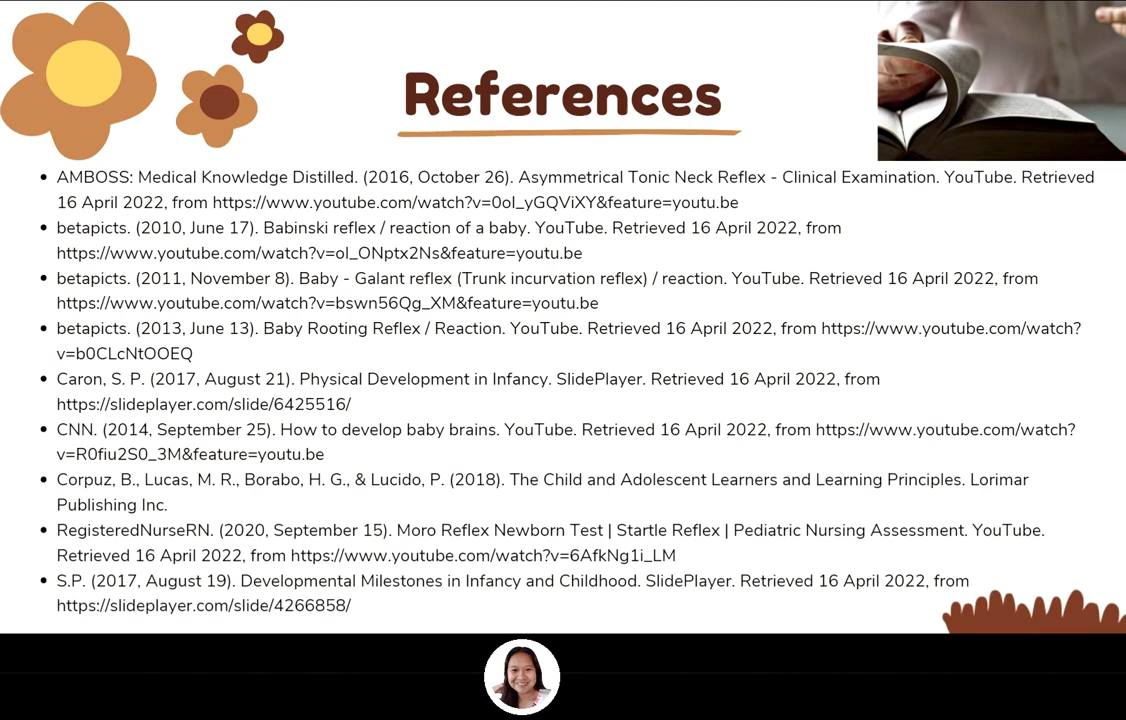 References
• AMBOSS: Medical Knowledge Distilled. (2016, October 26). Asymmetrical Tonic Neck Reflex - Clinical Examination. YouTube. Retrieved
16 April 2022, from https://www.youtube.com/watch?v=0ol_yGQViXY&feature=youtu.be
• betapicts. (2010, June 17). Babinski reflex / reaction of a baby. YouTube. Retrieved 16 April 2022, from
https://www.youtube.com/watch?v=ol_ONptx2Ns&feature=youtu.be
• betapicts. (2011, November 8). Baby - Galant reflex (Trunk incurvation reflex) / reaction. YouTube. Retrieved 16 April 2022, from
https://www.youtube.com/watch?v=bswn56Qg_XM&feature=youtu.be
• betapicts. (2013, June 13). Baby Rooting Reflex / Reaction. YouTube. Retrieved 16 April 2022, from https://www.youtube.com/watch?
v=b0CLcNtOOEQ
• Caron, S. P. (2017, August 21). Physical Development in Infancy. SlidePlayer. Retrieved 16 April 2022, from
https://slideplayer.com/slide/6425516/
• CNN. (2014, September 25). How to develop baby brains. YouTube. Retrieved 16 April 2022, from https://www.youtube.com/watch?
v=R0fiu2S0_3M&feature=youtu.be
• Corpuz, B., Lucas, M. R., Borabo, H. G., & Lucido, P. (2018). The Child and Adolescent Learners and Learning Principles. Lorimar
Publishing Inc.
• RegisteredNurseRN. (2020, September 15). Moro Reflex Newborn Test | Startle Reflex | Pediatric Nursing Assessment. YouTube.
Retrieved 16 April 2022, from https://www.youtube.com/watch?v=6AfkNg1i_LM
• S.P. (2017, August 19). Developmental Milestones in Infancy and Childhood. SlidePlayer. Retrieved 16 April 2022, from
https://slideplayer.com/slide/4266858/